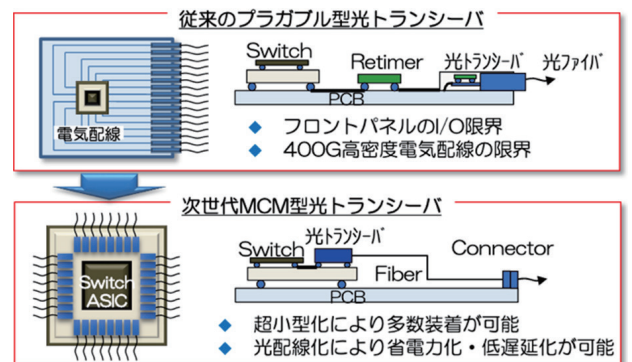 従来のプラガブル型光トランシーバ
Switch
Retimer
光ﾄﾗﾝｼｰﾊﾞ
光ﾌｧｲﾊﾞ
電気配線
PCB
◆ フロントパネルのI/O限界
◆ 400G高密度電気配線の限界
次世代MCM型光トランシーバ
Switch
光ﾄﾗﾝｼｰﾊﾞ
Connector
Fiber
Switch
ASIC
PCB
◆ 超小型化により多数装着が可能
◆ 光配線化により省電力化・低遅延化が可能